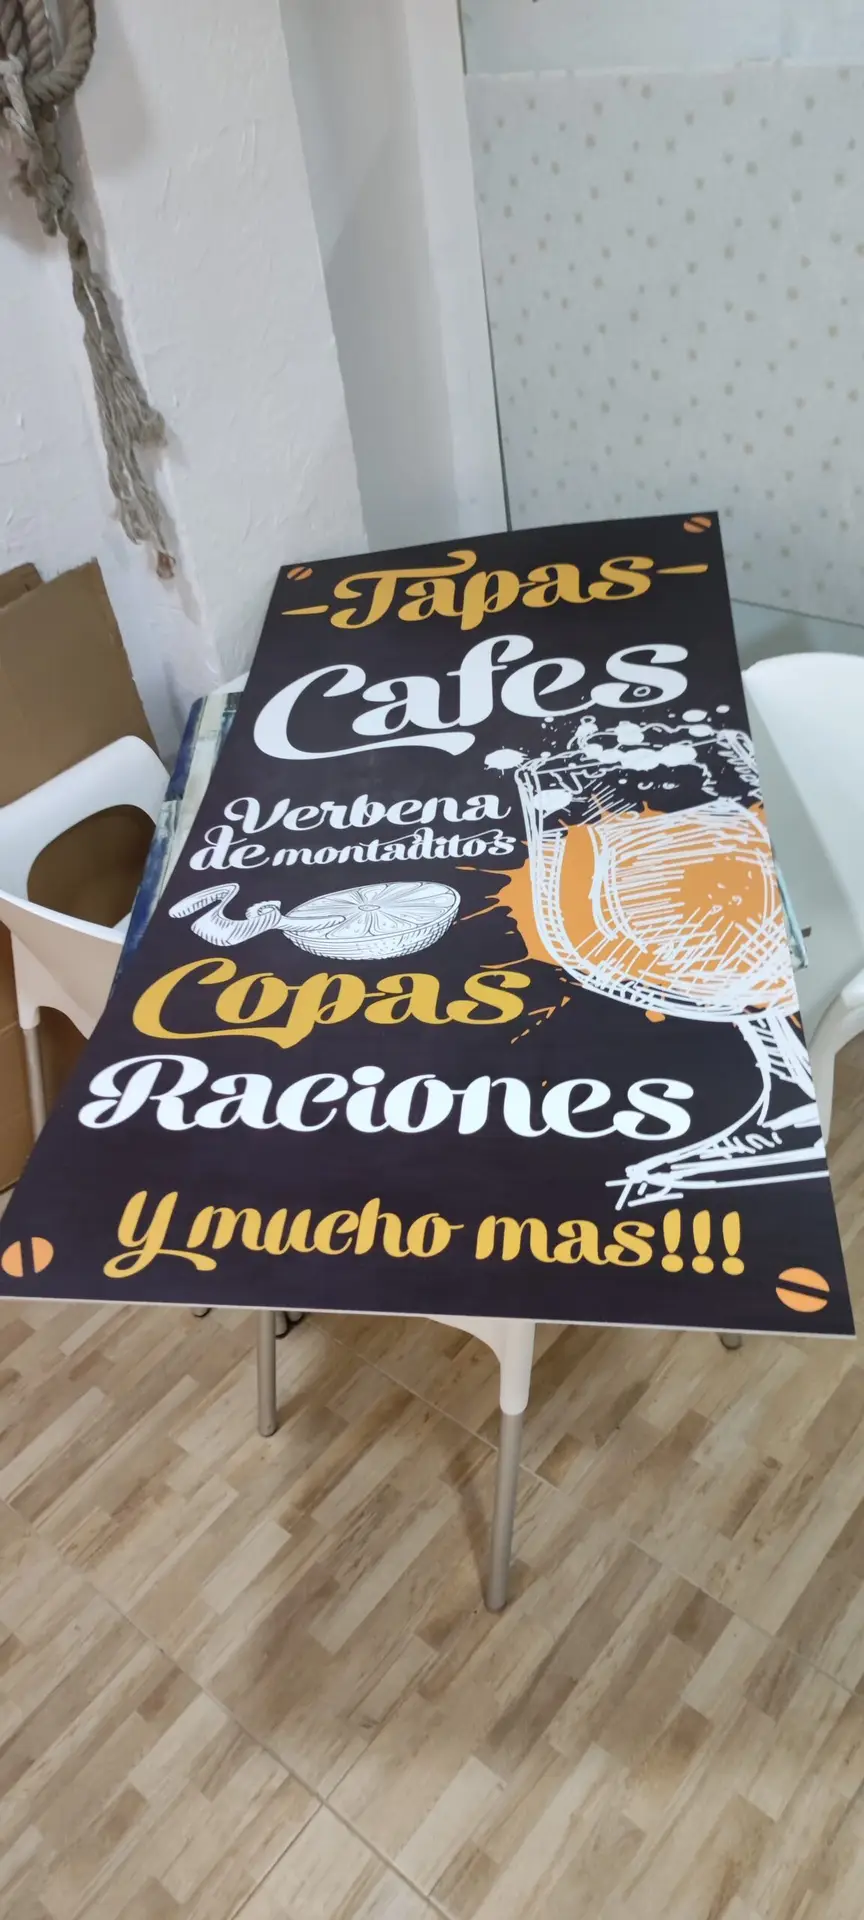 -Tapas-
Cafes
Verbena
de montaditos
Copas
Raciones
y mucho mas!!!